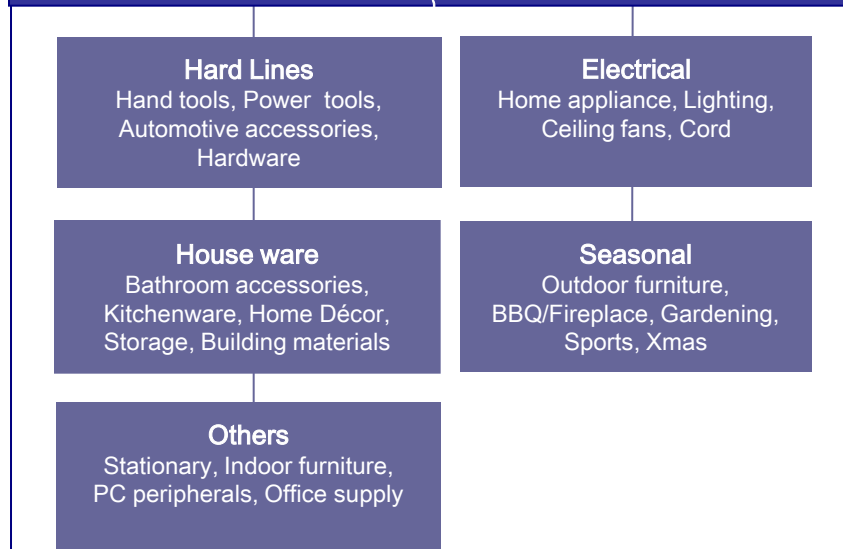 Hard Lines
Hand tools, Power tools,
Automotive accessories,
Hardware
Electrical
Home appliance, Lighting,
Ceiling fans, Cord
House ware
Bathroom accessories,
Kitchenware, Home Décor,
Storage, Building materials
Seasonal
Outdoor furniture,
BBQ/Fireplace, Gardening,
Sports, Xmas
Others
Stationary, Indoor furniture,
PC peripherals, Office supply